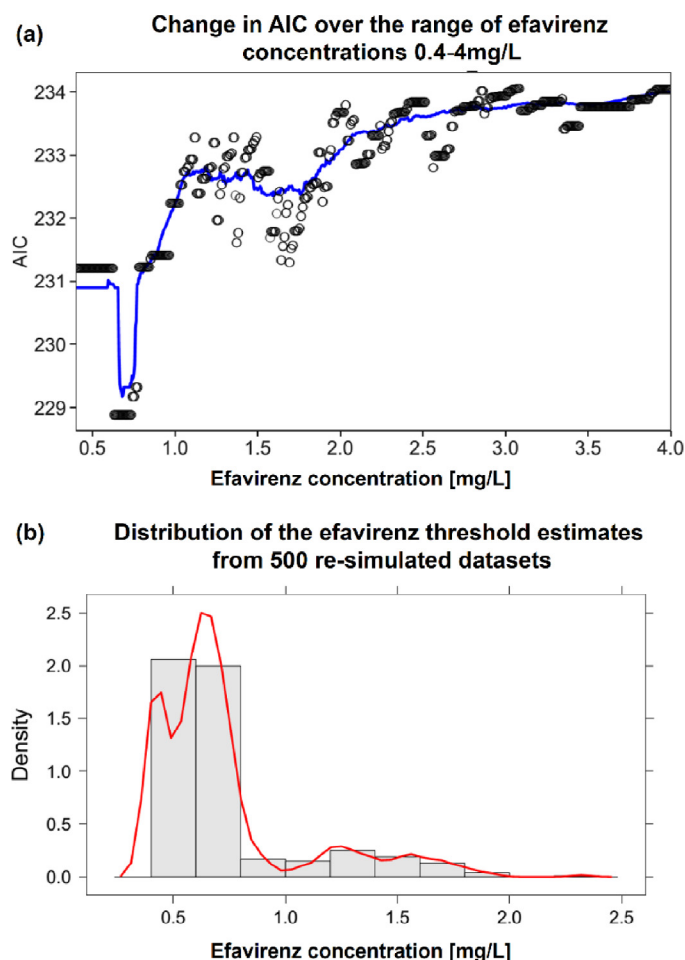 (a) Change in AIC over the range of efavirenz
concentrations 0.4-4mg/L
234
233
232
231
230
229
AIC
0.5 1.0 1.5 2.0 2.5 3.0 3.5 4.0
Efavirenz concentration [mg/L]
(b) Distribution of the efavirenz threshold estimates
from 500 re-simulated datasets
2.5
2.0
1.5
1.0
0.5
0.0
Density
0.5 1.0 1.5 2.0 2.5
Efavirenz concentration [mg/L]